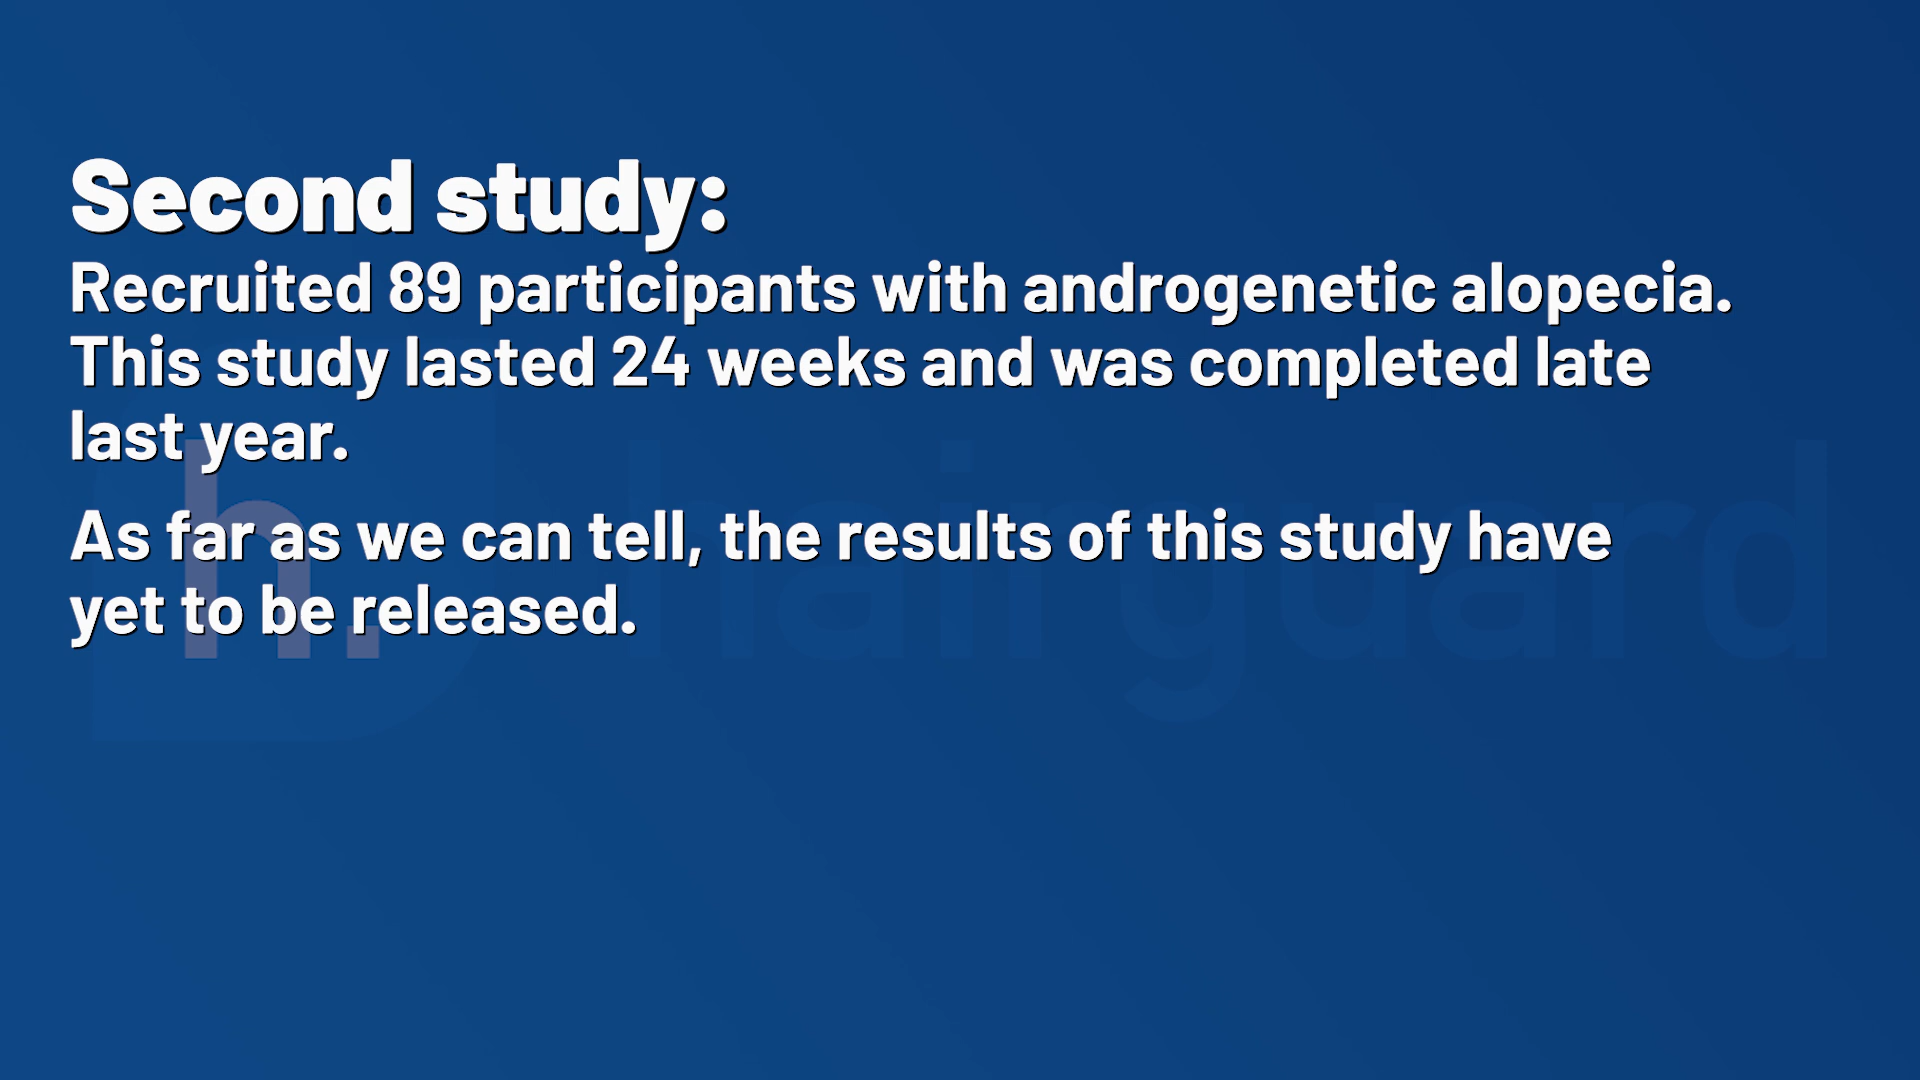 Second study:
Recruited 89 participants with androgenetic alopecia.
This study lasted 24 weeks and was completed late
last year.
As far as we can tell, the results of this study have
yet to be released.
h. hairguard